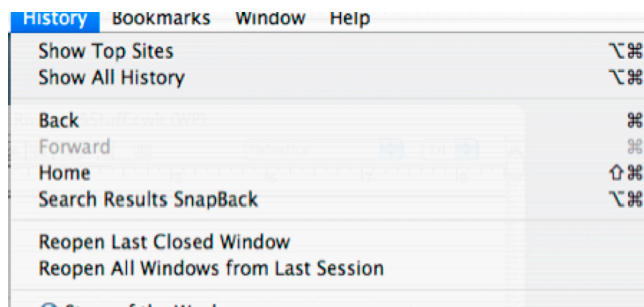 History Bookmarks Window Help
Show Top Sites ⌥⌘
Show All History ⌥⌘
Back ⌘
Forward ⌘
Home ⇧⌘
Search Results SnapBack ⌥⌘
Reopen Last Closed Window
Reopen All Windows from Last Session